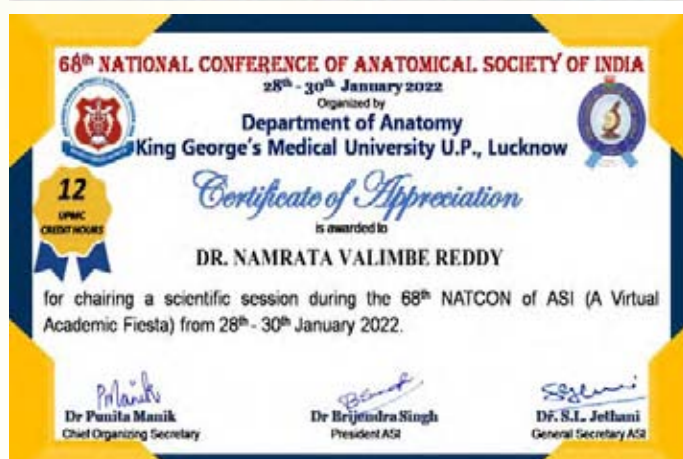 68th NATIONAL CONFERENCE OF ANATOMICAL SOCIETY OF INDIA
28th - 30th January 2022
Organized by
Department of Anatomy
King George's Medical University U.P., Lucknow
12
UPMC
CREDIT HOURS
Certificate of Appreciation
is awarded to
DR. NAMRATA VALIMBE REDDY
for chairing a scientific session during the 68th NATCON of ASI (A Virtual
Academic Fiesta) from 28th - 30th January 2022.
PManik
Dr Punita Manik
Chief Organizing Secretary
Dr Brijendra Singh
President ASI
Dr. S.L. Jethani
General Secretary ASI